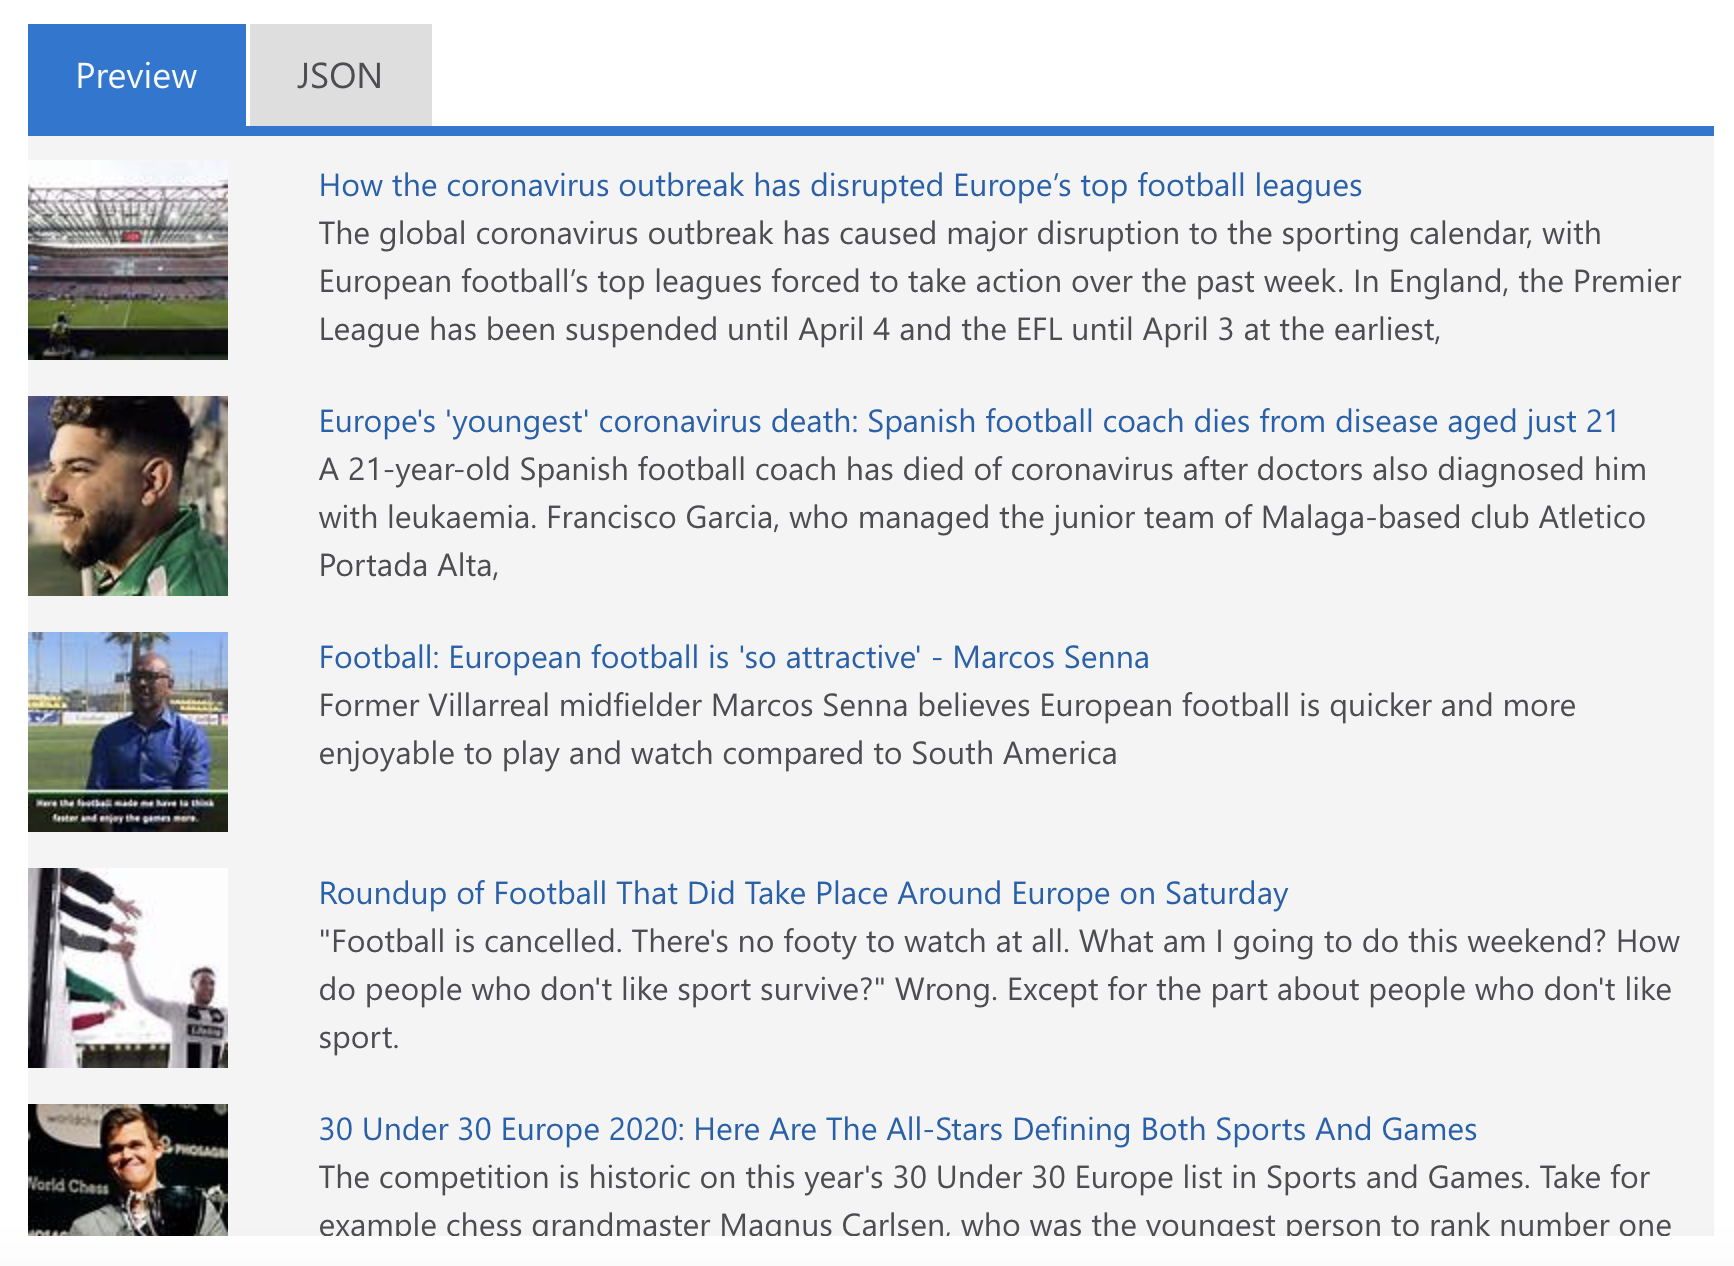 Preview
JSON
How the coronavirus outbreak has disrupted Europe’s top football leagues
The global coronavirus outbreak has caused major disruption to the sporting calendar, with
European football’s top leagues forced to take action over the past week. In England, the Premier
League has been suspended until April 4 and the EFL until April 3 at the earliest,
Europe's 'youngest' coronavirus death: Spanish football coach dies from disease aged just 21
A 21-year-old Spanish football coach has died of coronavirus after doctors also diagnosed him
with leukaemia. Francisco Garcia, who managed the junior team of Malaga-based club Atletico
Portada Alta,
Football: European football is 'so attractive' - Marcos Senna
Former Villarreal midfielder Marcos Senna believes European football is quicker and more
enjoyable to play and watch compared to South America
Here the football made me have to think
faster and enjoy the games more.
Roundup of Football That Did Take Place Around Europe on Saturday
"Football is cancelled. There's no footy to watch at all. What am I going to do this weekend? How
do people who don't like sport survive?" Wrong. Except for the part about people who don't like
sport.
30 Under 30 Europe 2020: Here Are The All-Stars Defining Both Sports And Games
The competition is historic on this year's 30 Under 30 Europe list in Sports and Games. Take for
example chess grandmaster Magnus Carlsen, who was the youngest person to rank number one
World Chess